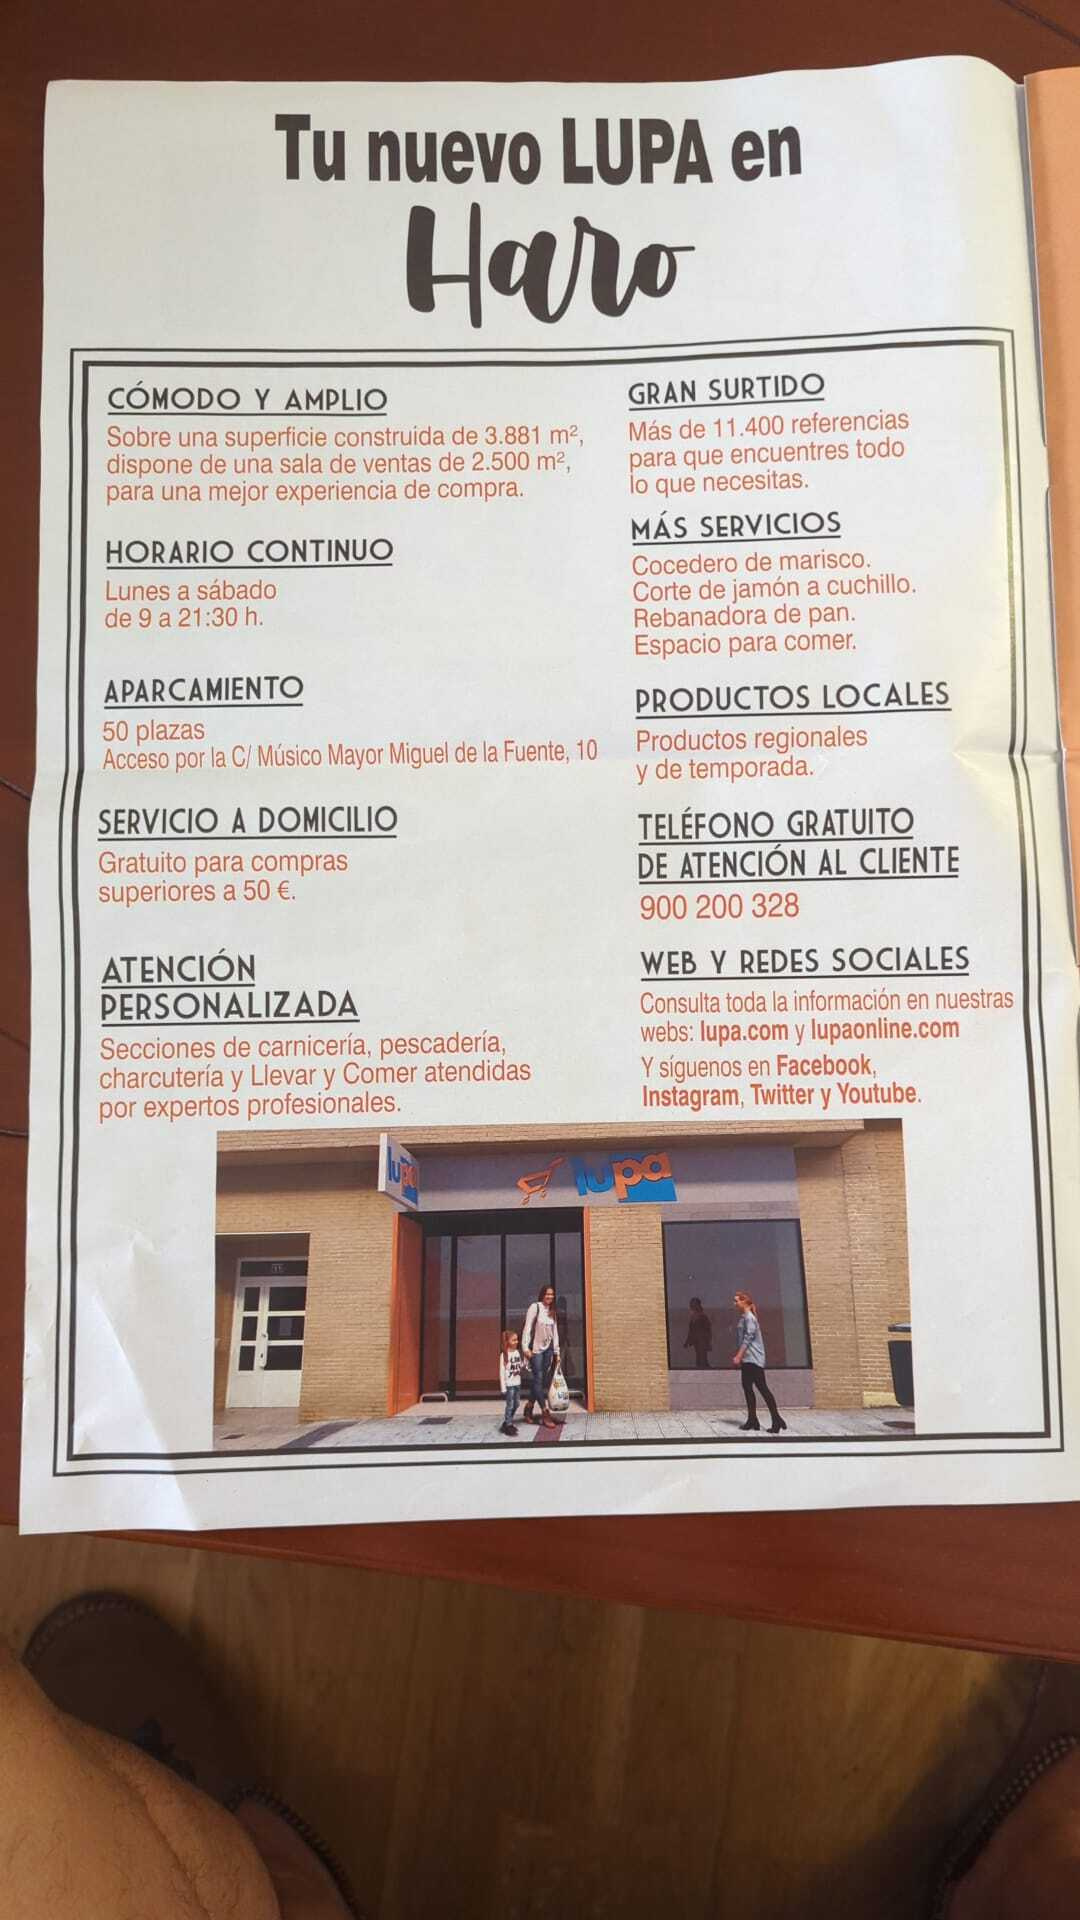 Tu nuevo LUPA en
Haro
CÓMODO Y AMPLIO
Sobre una superficie construida de 3.881 m²,
dispone de una sala de ventas de 2.500 m²,
para una mejor experiencia de compra.
HORARIO CONTINUO
Lunes a sábado
de 9 a 21:30 h.
APARCAMIENTO
50 plazas
Acceso por la C/ Músico Mayor Miguel de la Fuente, 10
SERVICIO A DOMICILIO
Gratuito para compras
superiores a 50 €.
ATENCIÓN
PERSONALIZADA
Secciones de carnicería, pescadería,
charcutería y Llevar y Comer atendidas
por expertos profesionales.
GRAN SURTIDO
Más de 11.400 referencias
para que encuentres todo
lo que necesitas.
MÁS SERVICIOS
Cocedero de marisco.
Corte de jamón a cuchillo.
Rebanadora de pan.
Espacio para comer.
PRODUCTOS LOCALES
Productos regionales
y de temporada.
TELÉFONO GRATUITO
DE ATENCIÓN AL CLIENTE
900 200 328
WEB Y REDES SOCIALES
Consulta toda la información en nuestras
webs: lupa.com y lupaonline.com
Y síguenos en Facebook,
Instagram, Twitter y Youtube.
lupa
lupa